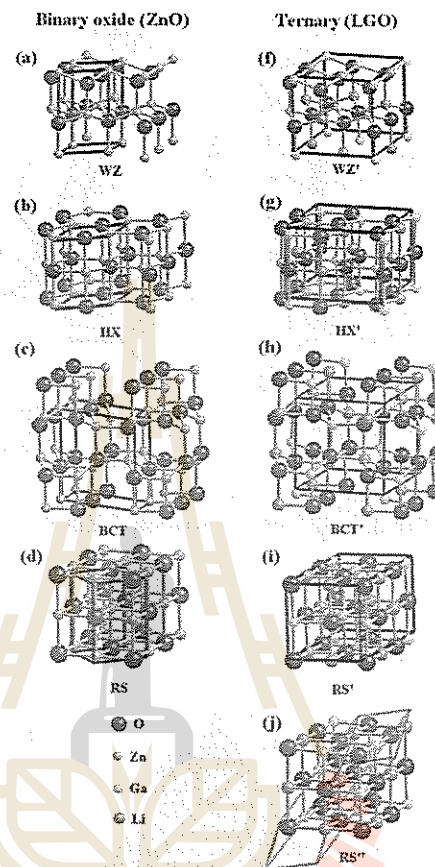 Binary oxide (ZnO)
Ternary (LGO)
(a)
WZ
(f)
WZ'
(b)
HX
(g)
HX'
(c)
BCT
(h)
BCT'
(d)
RS
(i)
RS'
O
Zn
Ga
Li
(j)
RS''